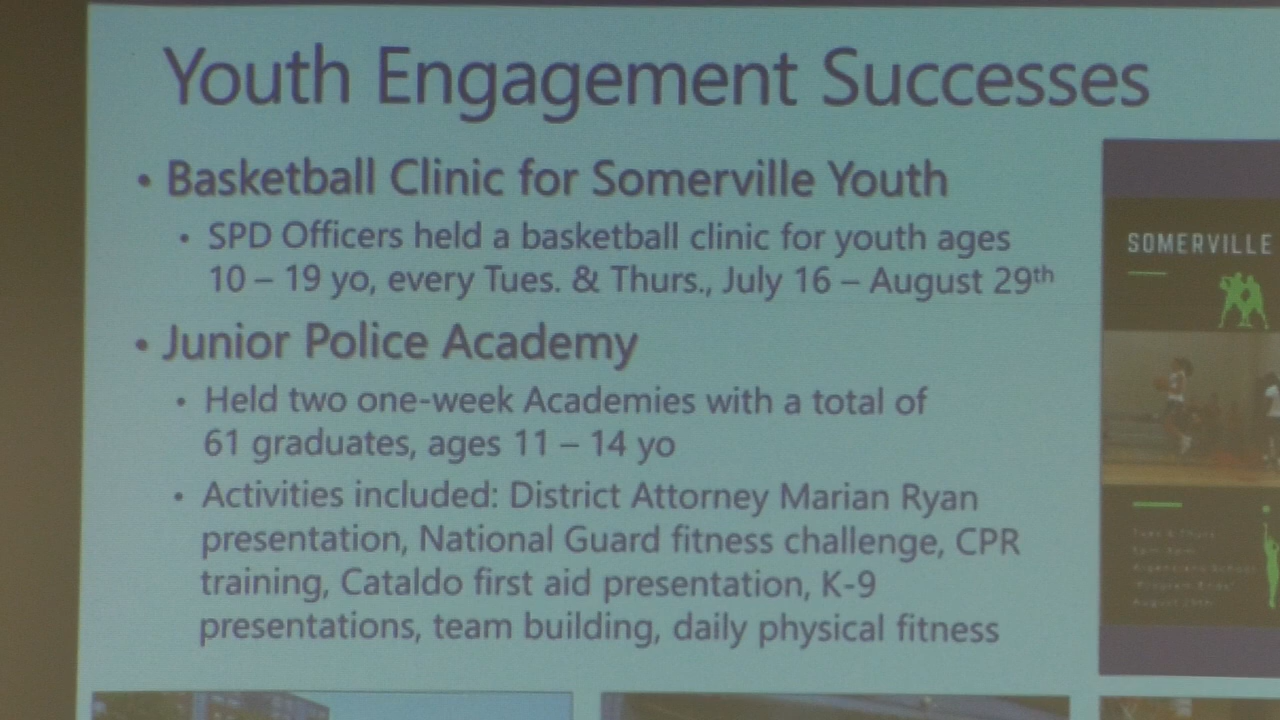 Youth Engagement Successes
• Basketball Clinic for Somerville Youth
• SPD Officers held a basketball clinic for youth ages
10 – 19 yo, every Tues. & Thurs., July 16 – August 29th
• Junior Police Academy
• Held two one-week Academies with a total of
61 graduates, ages 11 – 14 yo
• Activities included: District Attorney Marian Ryan
presentation, National Guard fitness challenge, CPR
training, Cataldo first aid presentation, K-9
presentations, team building, daily physical fitness
SOMERVILLE